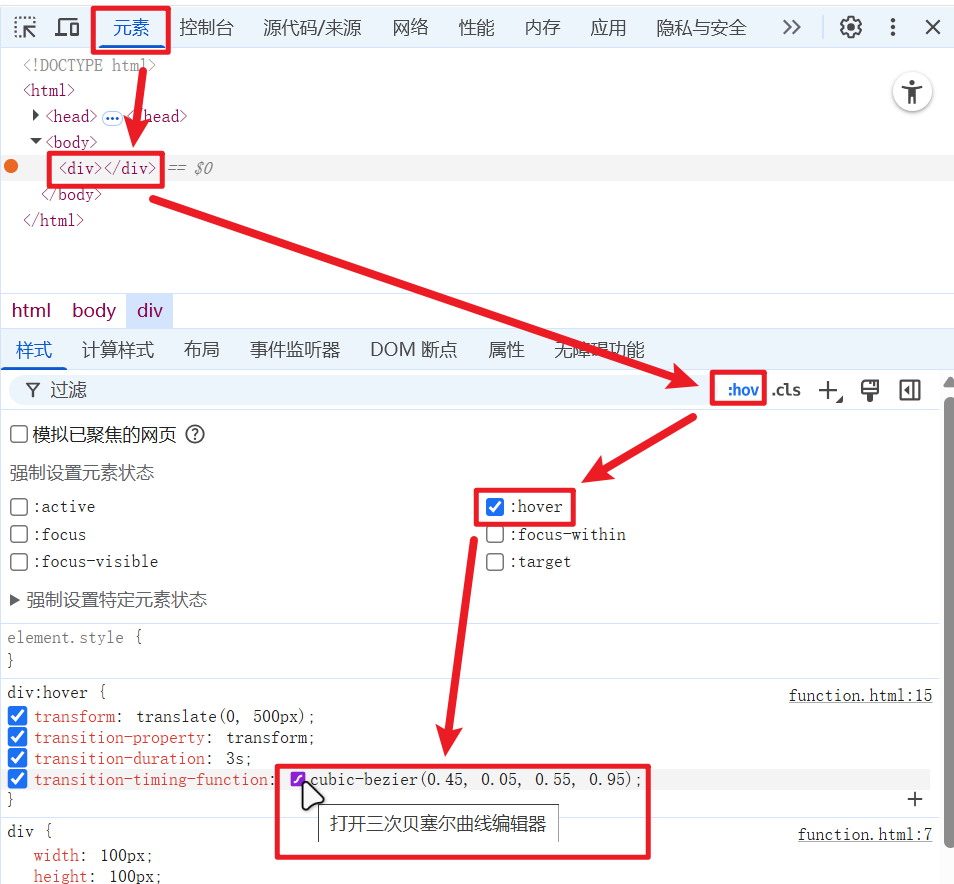 元素 控制台 源代码/来源 网络 性能 内存 应用 隐私与安全
<!DOCTYPE html>
<html>
<head> ••• </head>
<body>
<div></div> == $0
</body>
</html>
html body div
样式 计算样式 布局 事件监听器 DOM 断点 属性 无障碍功能
过滤 :hov .cls
模拟已聚焦的网页 ?
强制设置元素状态
:active :hover
:focus :focus-within
:focus-visible :target
强制设置特定元素状态
element.style {
}
div:hover { function.html:15
transform: translate(0, 500px);
transition-property: transform;
transition-duration: 3s;
transition-timing-function: cubic-bezier(0.45, 0.05, 0.55, 0.95);
}
打开三次贝塞尔曲线编辑器
div { function.html:7
width: 100px;
height: 100px;